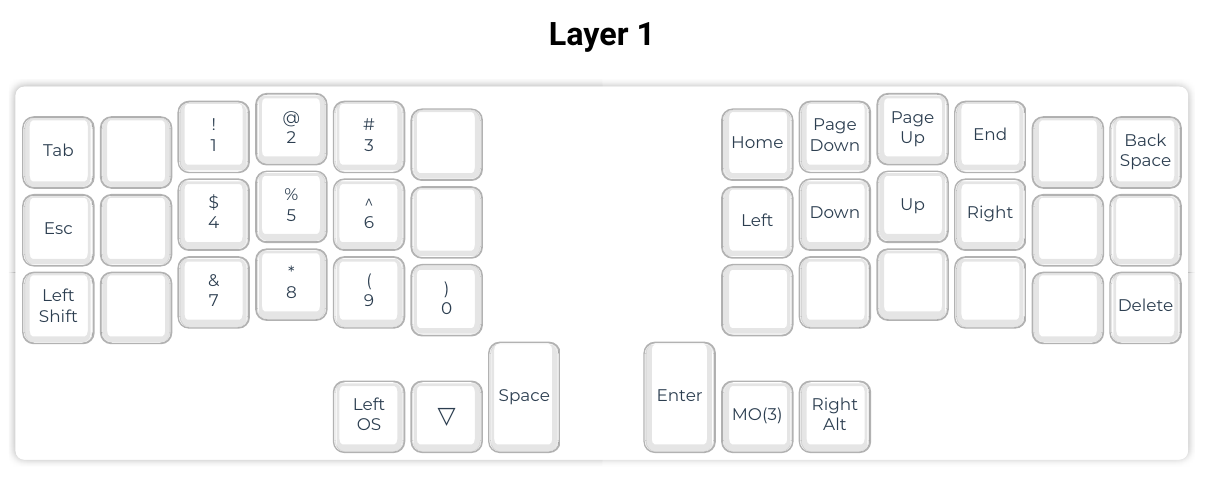 Layer 1
Tab
!
1
@
2
#
3
Home
Page
Down
Page
Up
End
Back
Space
Esc
$
4
%
5
^
6
Left
Down
Up
Right
Left
Shift
&
7
*
8
(
9
)
0
Delete
Left
OS
▽
Space
Enter
MO(3)
Right
Alt